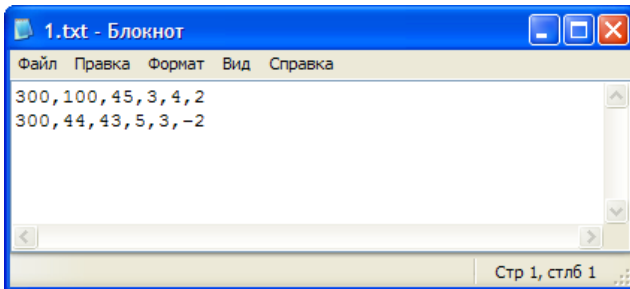 1.txt - Блокнот
Файл Правка Формат Вид Справка
300,100,45,3,4,2
300,44,43,5,3,-2
Стр 1, стлб 1